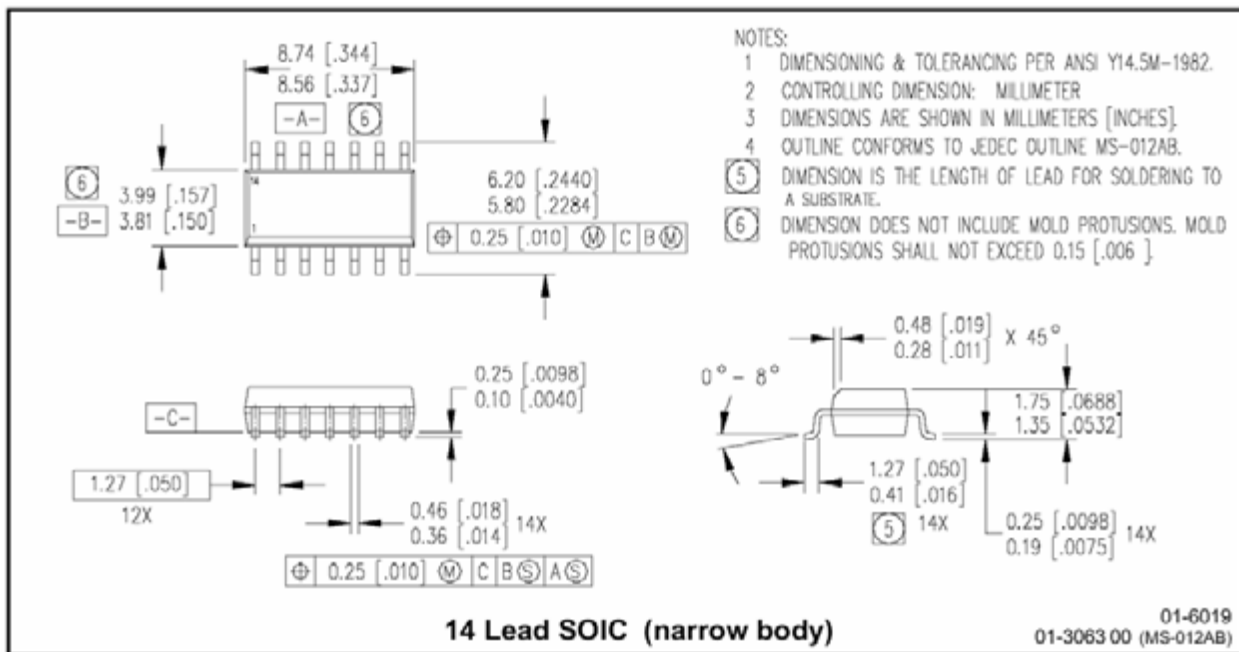 8.74 [.344]
8.56 [.337]
-A- 6
14
1
6
3.99 [.157]
3.81 [.150]
-B-
6.20 [.2440]
5.80 [.2284]
⌖ 0.25 [.010] Ⓜ C B Ⓜ
NOTES:
1 DIMENSIONING & TOLERANCING PER ANSI Y14.5M-1982.
2 CONTROLLING DIMENSION: MILLIMETER
3 DIMENSIONS ARE SHOWN IN MILLIMETERS [INCHES].
4 OUTLINE CONFORMS TO JEDEC OUTLINE MS-012AB.
5 DIMENSION IS THE LENGTH OF LEAD FOR SOLDERING TO
A SUBSTRATE.
6 DIMENSION DOES NOT INCLUDE MOLD PROTUSIONS. MOLD
PROTUSIONS SHALL NOT EXCEED 0.15 [.006 ].
-C-
0.25 [.0098]
0.10 [.0040]
1.27 [.050]
12X
0.46 [.018]
0.36 [.014] 14X
⌖ 0.25 [.010] Ⓜ C B Ⓢ A Ⓢ
0.48 [.019]
0.28 [.011] X 45°
0° - 8°
1.75 [.0688]
1.35 [.0532]
1.27 [.050]
0.41 [.016]
5 14X
0.25 [.0098]
0.19 [.0075] 14X
14 Lead SOIC (narrow body)
01-6019
01-3063 00 (MS-012AB)